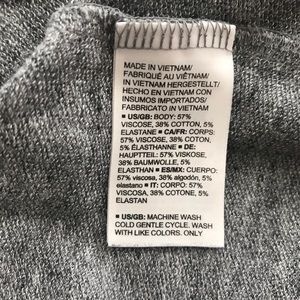 MADE IN VIETNAM/
FABRIQUÉ AU VIÊTNAM/
IN VIETNAM HERGESTELLT/
HECHO EN VIETNAM CON
INSUMOS IMPORTADOS/
FABBRICATO IN VIETNAM
■ US/GB: BODY: 57%
VISCOSE, 38% COTTON, 5%
ELASTANE ■ CA/FR: CORPS:
57% VISCOSE, 38% COTON,
5% ÉLASTHANNE ■ DE:
HAUPTTEIL: 57% VISKOSE,
38% BAUMWOLLE, 5%
ELASTHAN ■ ES/MX: CUERPO:
57% viscosa, 38% algodón, 5%
elastano ■ IT: CORPO: 57%
VISCOSA, 38% COTONE, 5%
ELASTAN
■ US/GB: MACHINE WASH
COLD GENTLE CYCLE. WASH
WITH LIKE COLORS. ONLY